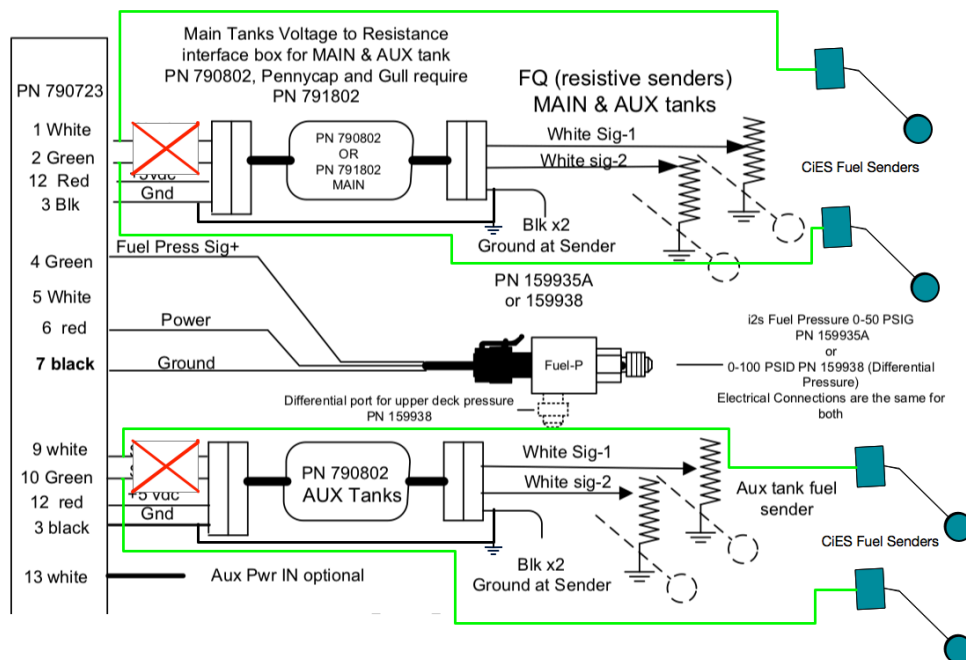 Main Tanks Voltage to Resistance
interface box for MAIN & AUX tank
PN 790802, Pennycap and Gull require
PN 791802
PN 790723
FQ (resistive senders)
MAIN & AUX tanks
1 White
2 Green
12 Red
3 Blk
+5Vdc
Gnd
PN 790802
OR
PN 791802
MAIN
White Sig-1
White sig-2
Blk x2
Ground at Sender
CiES Fuel Senders
Fuel Press Sig+
4 Green
5 White
6 red
7 black
Power
Ground
PN 159935A
or 159938
Fuel-P
Differential port for upper deck pressure
PN 159938
i2s Fuel Pressure 0-50 PSIG
PN 159935A
or
0-100 PSID PN 159938 (Differential
Pressure)
Electrical Connections are the same for
both
9 white
10 Green
12 red
3 black
13 white
+5 Vdc
Gnd
PN 790802
AUX Tanks
White Sig-1
White sig-2
Blk x2
Ground at Sender
Aux tank fuel
sender
CiES Fuel Senders
Aux Pwr IN optional